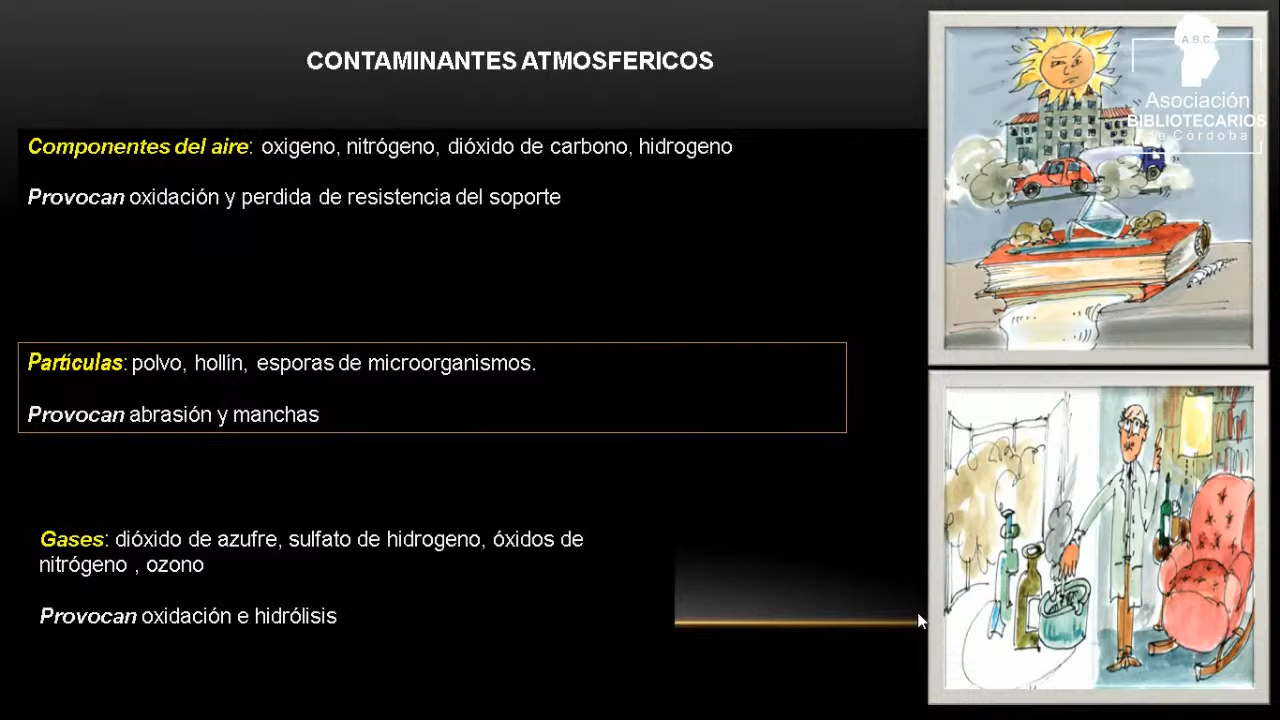 CONTAMINANTES ATMOSFERICOS
Componentes del aire: oxigeno, nitrógeno, dióxido de carbono, hidrogeno
Provocan oxidación y perdida de resistencia del soporte
Partículas: polvo, hollín, esporas de microorganismos.
Provocan abrasión y manchas
Gases: dióxido de azufre, sulfato de hidrogeno, óxidos de
nitrógeno , ozono
Provocan oxidación e hidrólisis
A.B.C.
Asociación
BIBLIOTECARIOS
de Córdoba